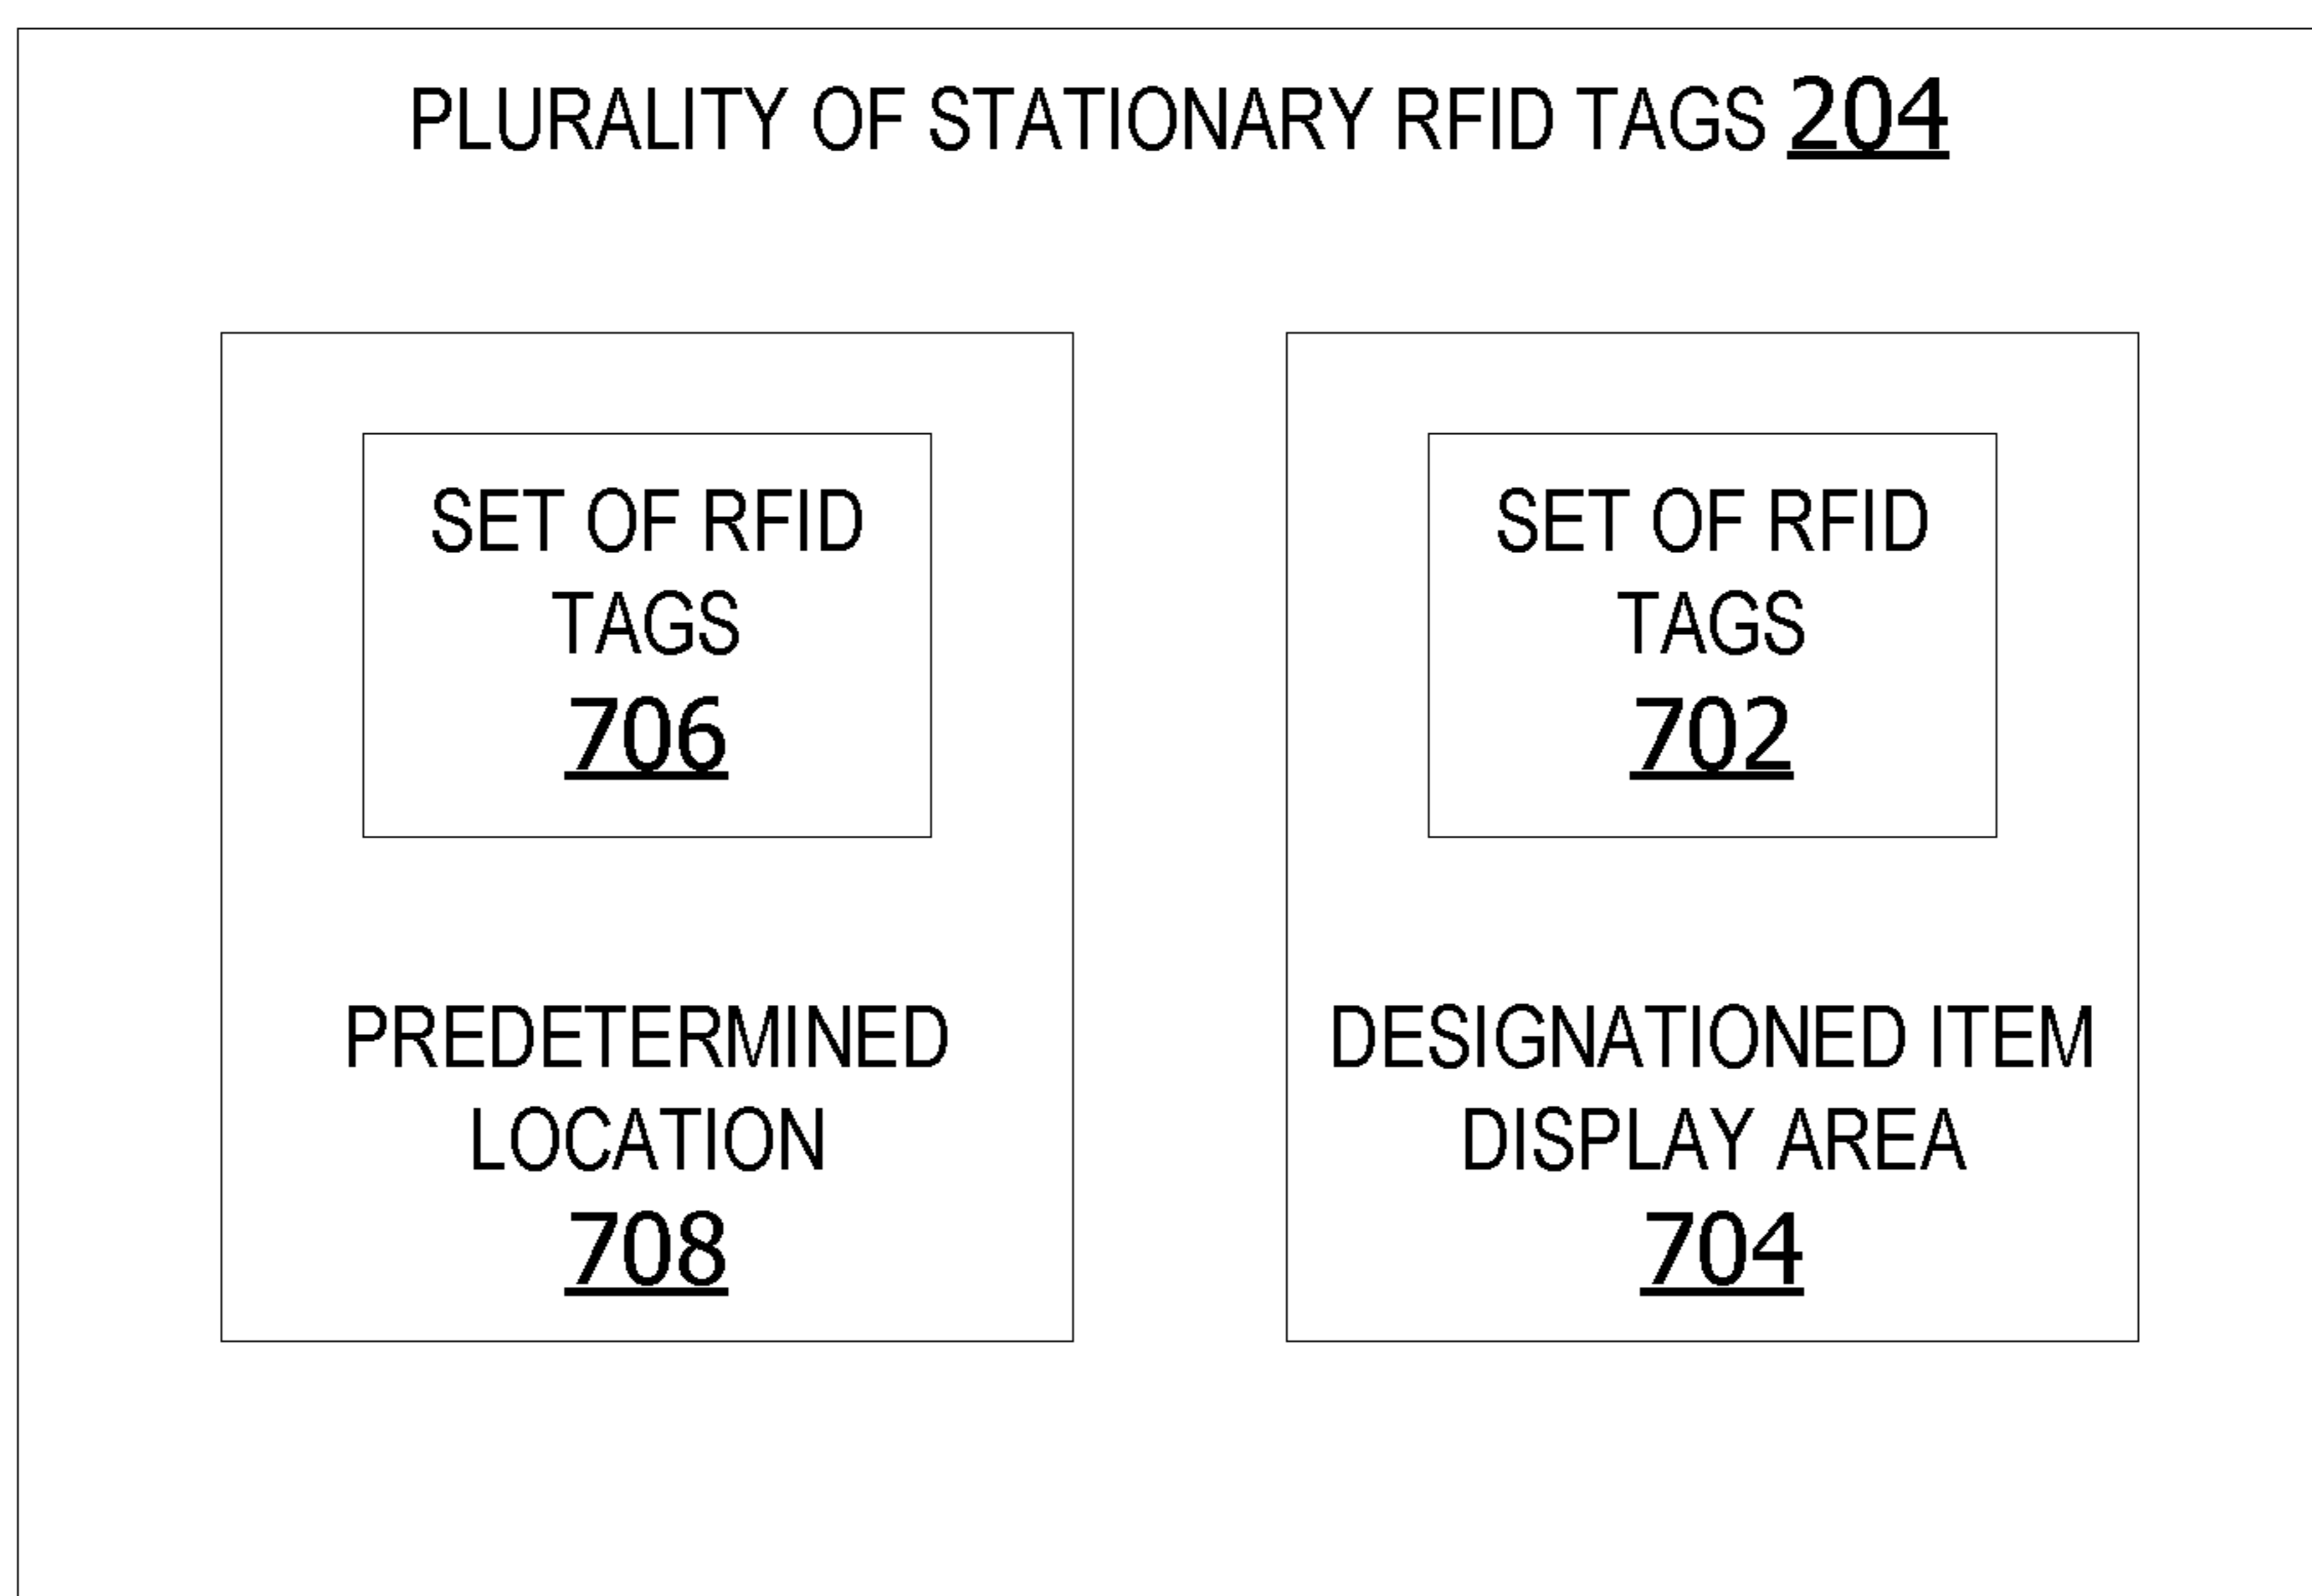 PLURALITY OF STATIONARY RFID TAGS 204
SET OF RFID
TAGS
706
PREDETERMINED
LOCATION
708
SET OF RFID
TAGS
702
DESIGNATIONED ITEM
DISPLAY AREA
704